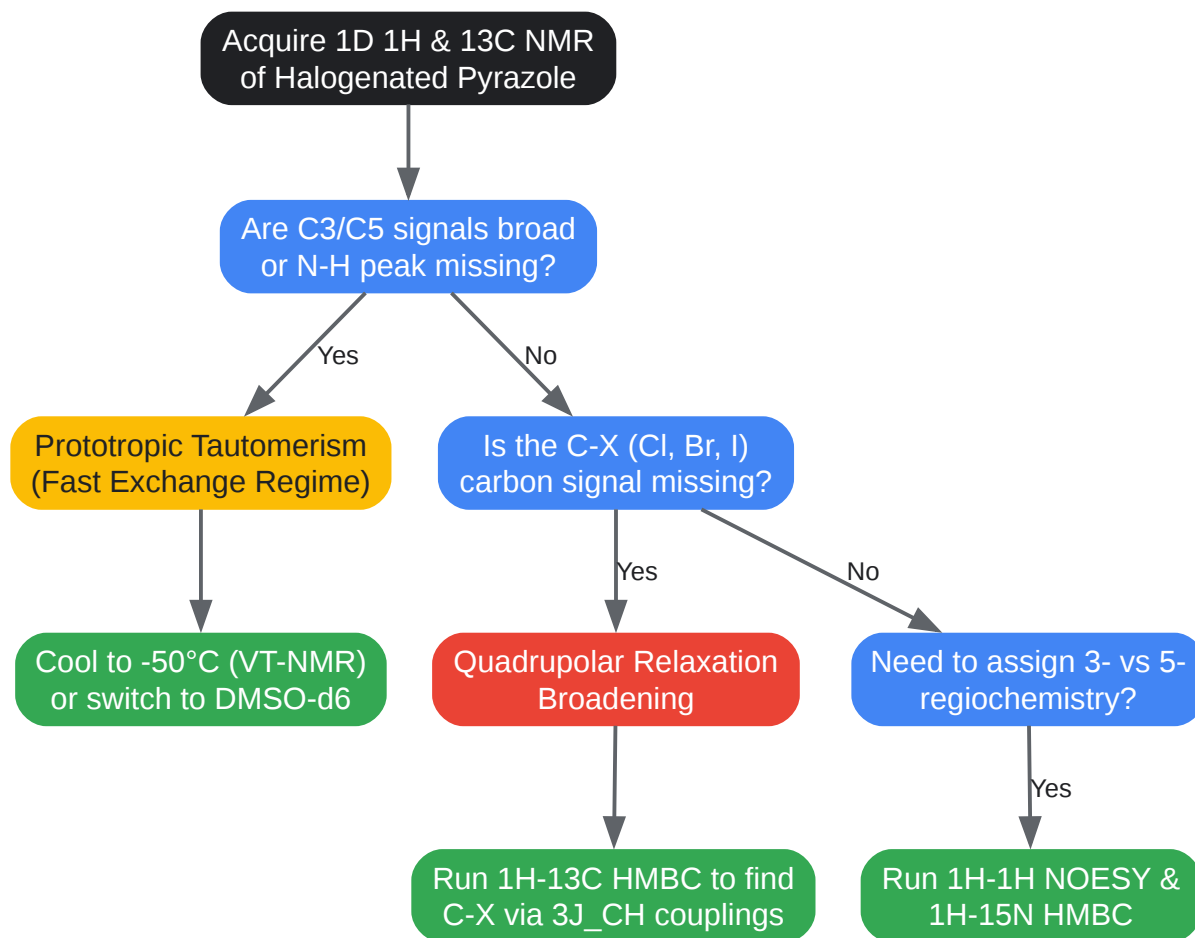 Acquire 1D 1H & 13C NMR
of Halogenated Pyrazole
Are C3/C5 signals broad
or N-H peak missing?
Yes
No
Prototropic Tautomerism
(Fast Exchange Regime)
Is the C-X (Cl, Br, I)
carbon signal missing?
Yes
No
Cool to -50°C (VT-NMR)
or switch to DMSO-d6
Quadrupolar Relaxation
Broadening
Need to assign 3- vs 5-
regiochemistry?
Yes
Run 1H-13C HMBC to find
C-X via 3J_CH couplings
Run 1H-1H NOESY &
1H-15N HMBC